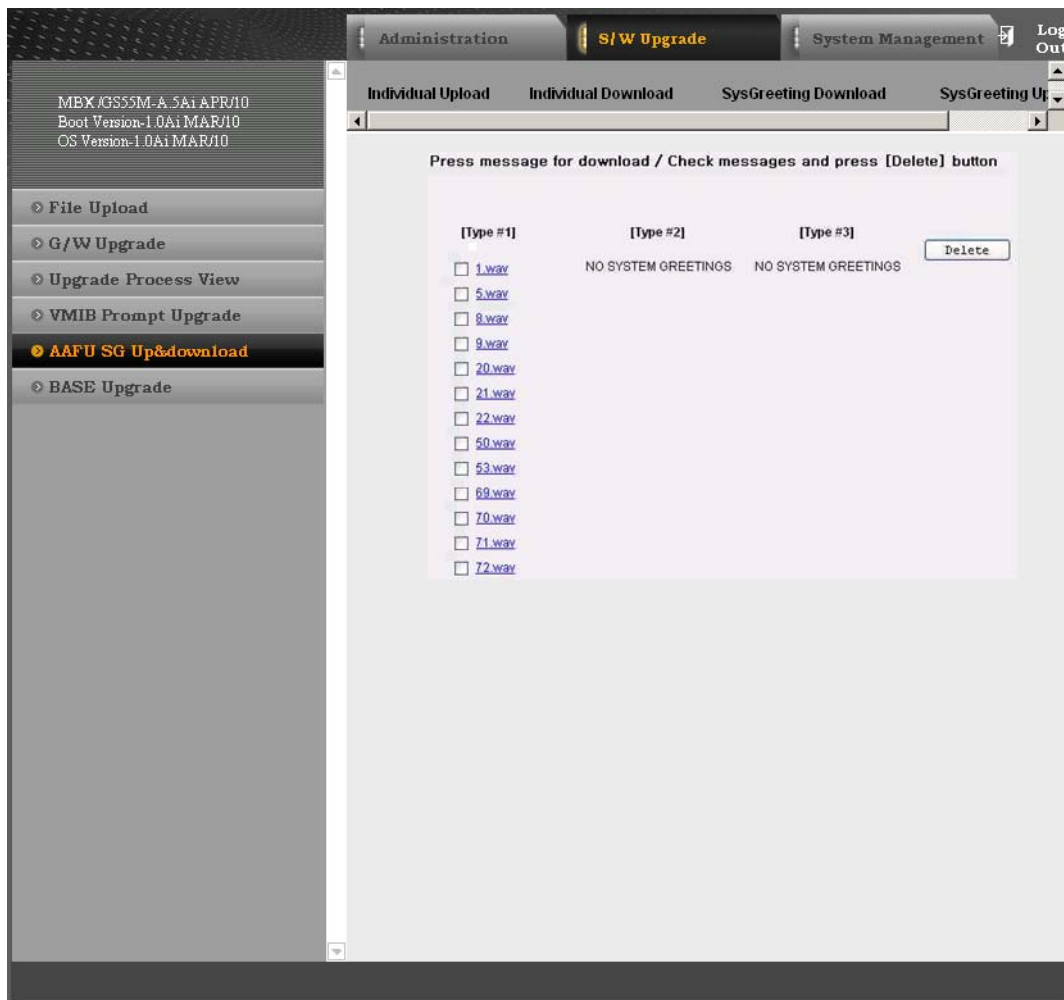 Administration
S/W Upgrade
System Management
Log Out
MBX /GS55M-A.5Ai APR/10
Boot Version-1.0Ai MAR/10
OS Version-1.0Ai MAR/10
Individual Upload
Individual Download
SysGreeting Download
SysGreeting Up
File Upload
G/W Upgrade
Upgrade Process View
VMIB Prompt Upgrade
AAFU SG Up&download
BASE Upgrade
Press message for download / Check messages and press [Delete] button
[Type #1]
[Type #2]
[Type #3]
Delete
1.wav
NO SYSTEM GREETINGS
NO SYSTEM GREETINGS
5.wav
8.wav
9.wav
20.wav
21.wav
22.wav
50.wav
53.wav
69.wav
70.wav
71.wav
72.wav